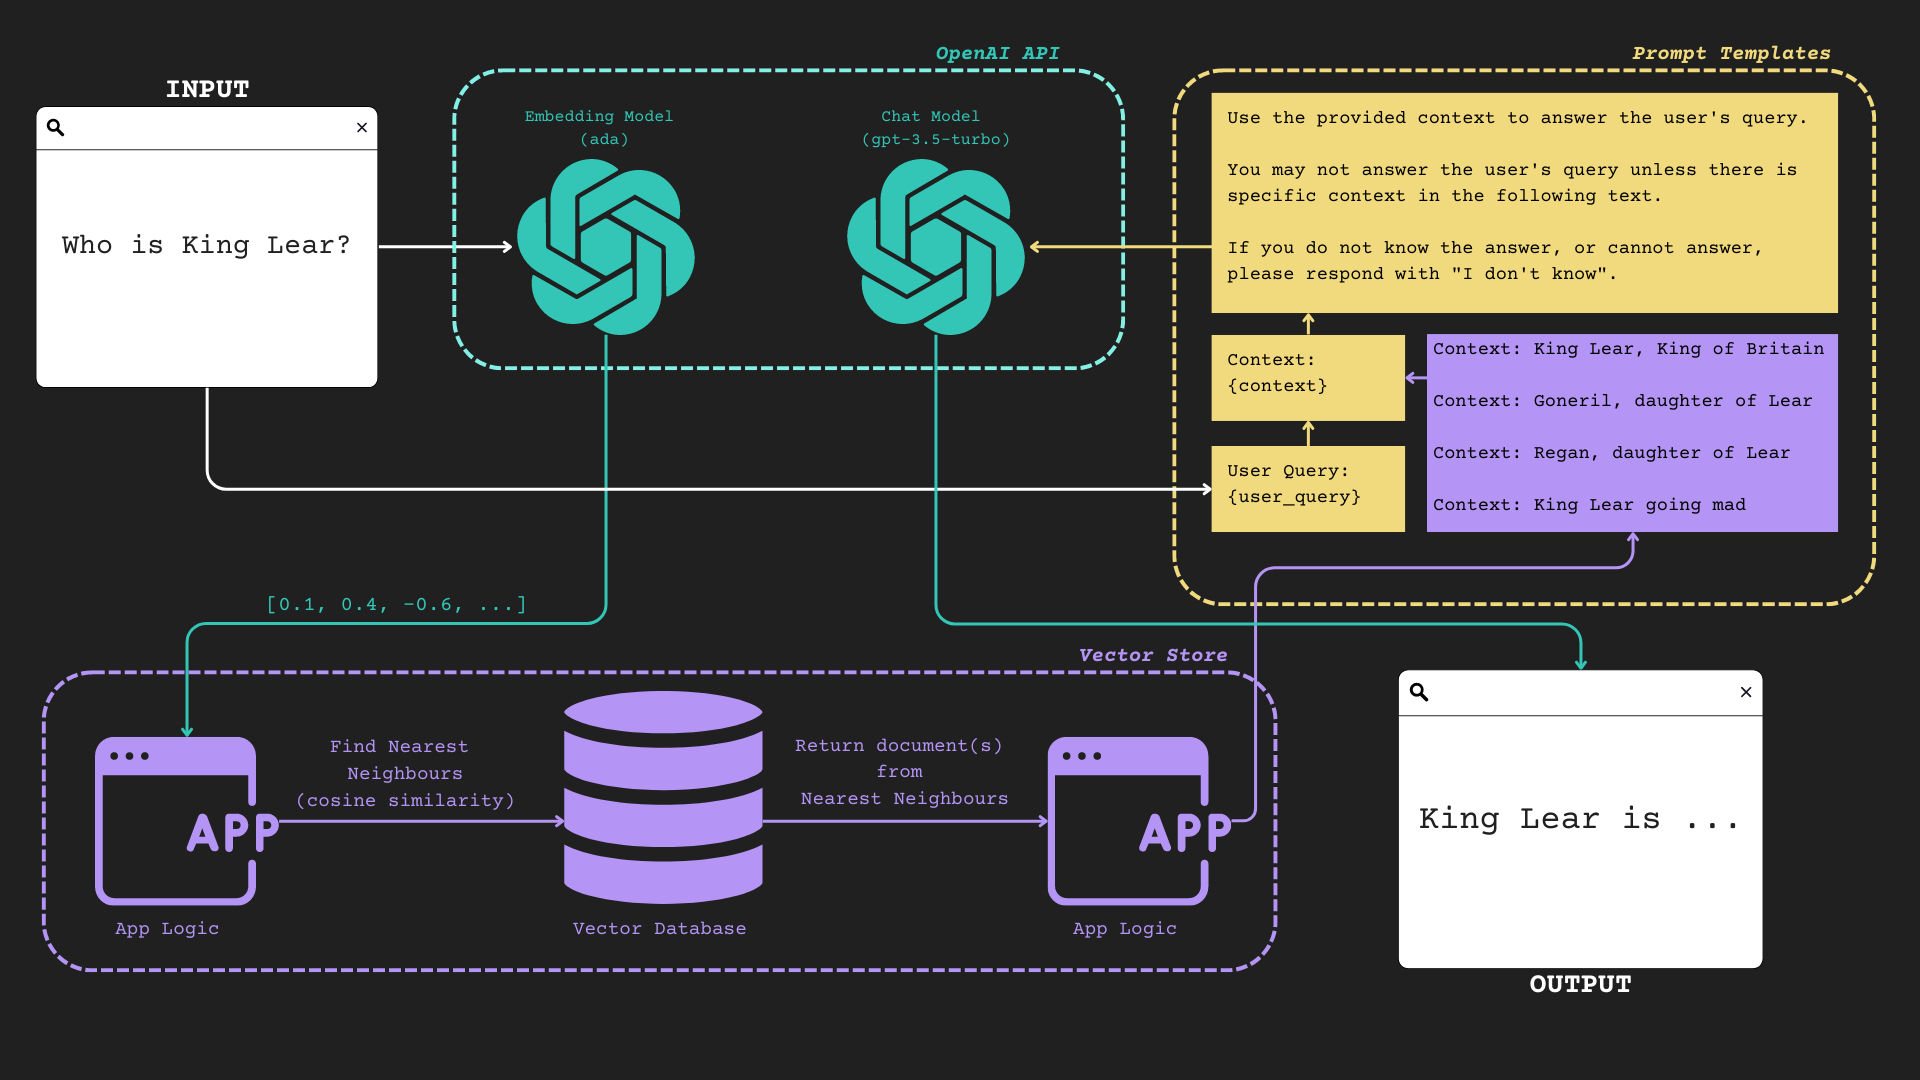 INPUT
Who is King Lear?
OpenAI API
Embedding Model
(ada)
Chat Model
(gpt-3.5-turbo)
Prompt Templates
Use the provided context to answer the user's query.
You may not answer the user's query unless there is
specific context in the following text.
If you do not know the answer, or cannot answer,
please respond with "I don't know".
Context:
{context}
User Query:
{user_query}
Context: King Lear, King of Britain
Context: Goneril, daughter of Lear
Context: Regan, daughter of Lear
Context: King Lear going mad
[0.1, 0.4, -0.6, ...]
Vector Store
APP
App Logic
Find Nearest
Neighbours
(cosine similarity)
Vector Database
Return document(s)
from
Nearest Neighbours
APP
App Logic
King Lear is ...
OUTPUT